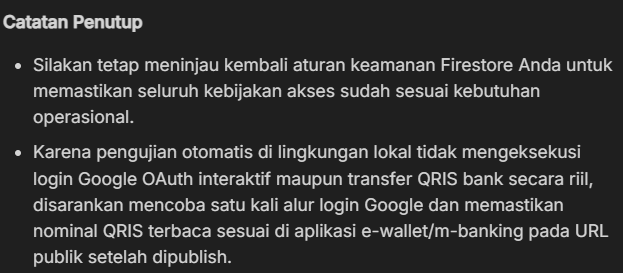 Catatan Penutup
• Silakan tetap meninjau kembali aturan keamanan Firestore Anda untuk
memastikan seluruh kebijakan akses sudah sesuai kebutuhan
operasional.
• Karena pengujian otomatis di lingkungan lokal tidak mengeksekusi
login Google OAuth interaktif maupun transfer QRIS bank secara riil,
disarankan mencoba satu kali alur login Google dan memastikan
nominal QRIS terbaca sesuai di aplikasi e-wallet/m-banking pada URL
publik setelah dipublish.